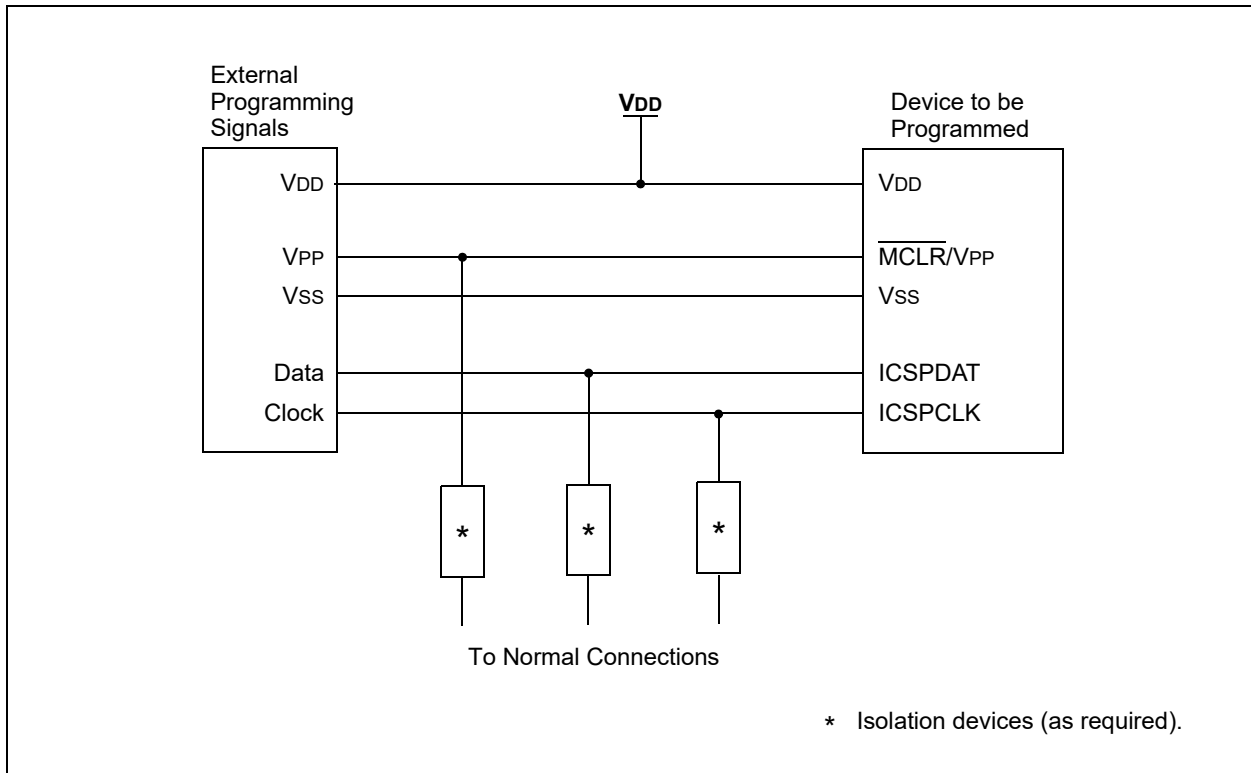 External
Programming
Signals
VDD
Device to be
Programmed
VDD
VPP
VSS
Data
Clock
VDD
MCLR/VPP
VSS
ICSPDAT
ICSPCLK
*
*
*
To Normal Connections
* Isolation devices (as required).